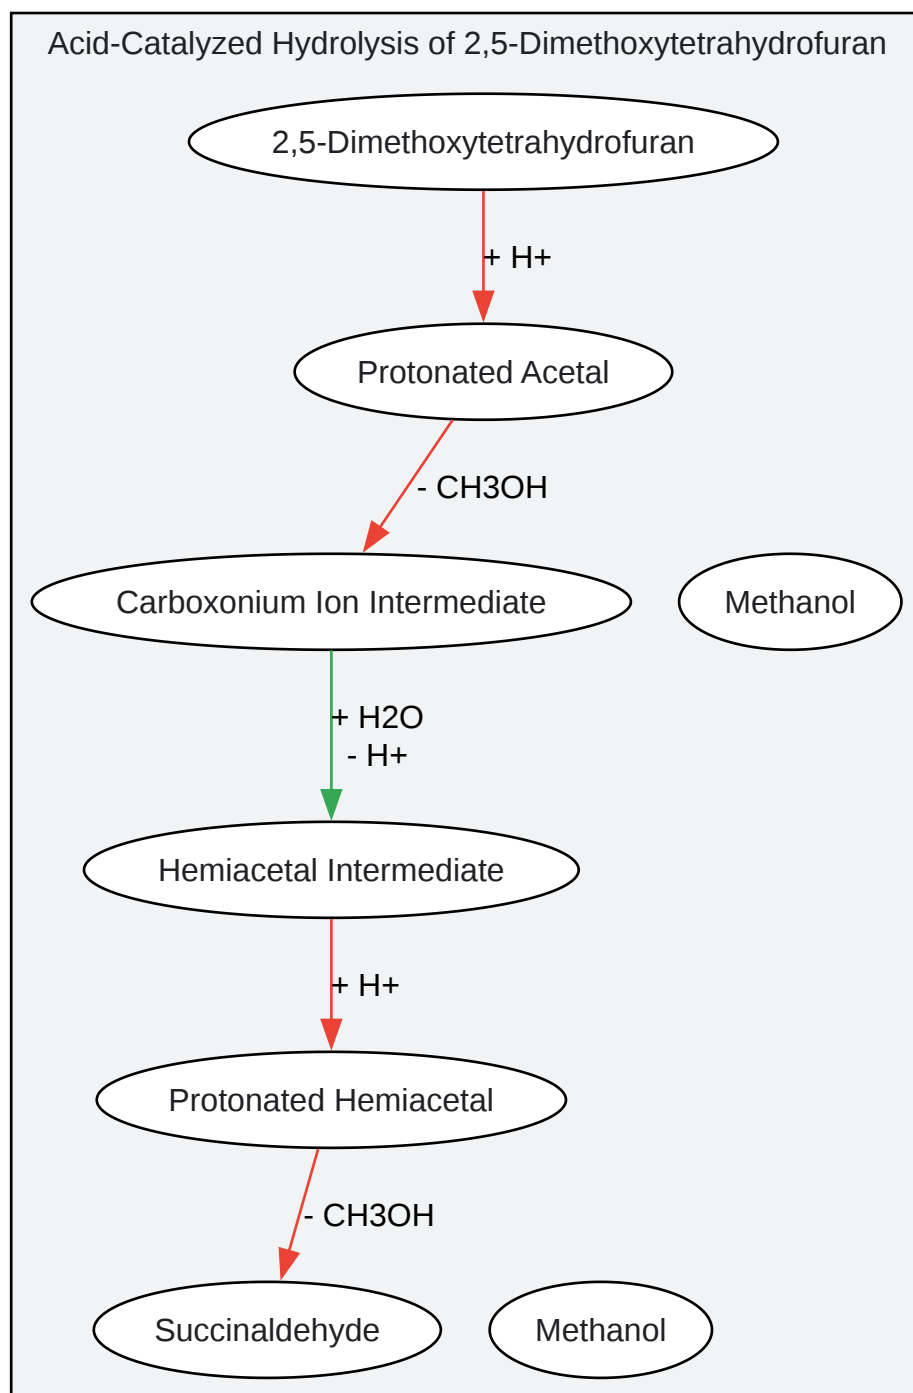 Acid-Catalyzed Hydrolysis of 2,5-Dimethoxytetrahydrofuran
2,5-Dimethoxytetrahydrofuran
+ H+
Protonated Acetal
- CH3OH
Carboxonium Ion Intermediate
Methanol
+ H2O
- H+
Hemiacetal Intermediate
+ H+
Protonated Hemiacetal
- CH3OH
Succinaldehyde
Methanol